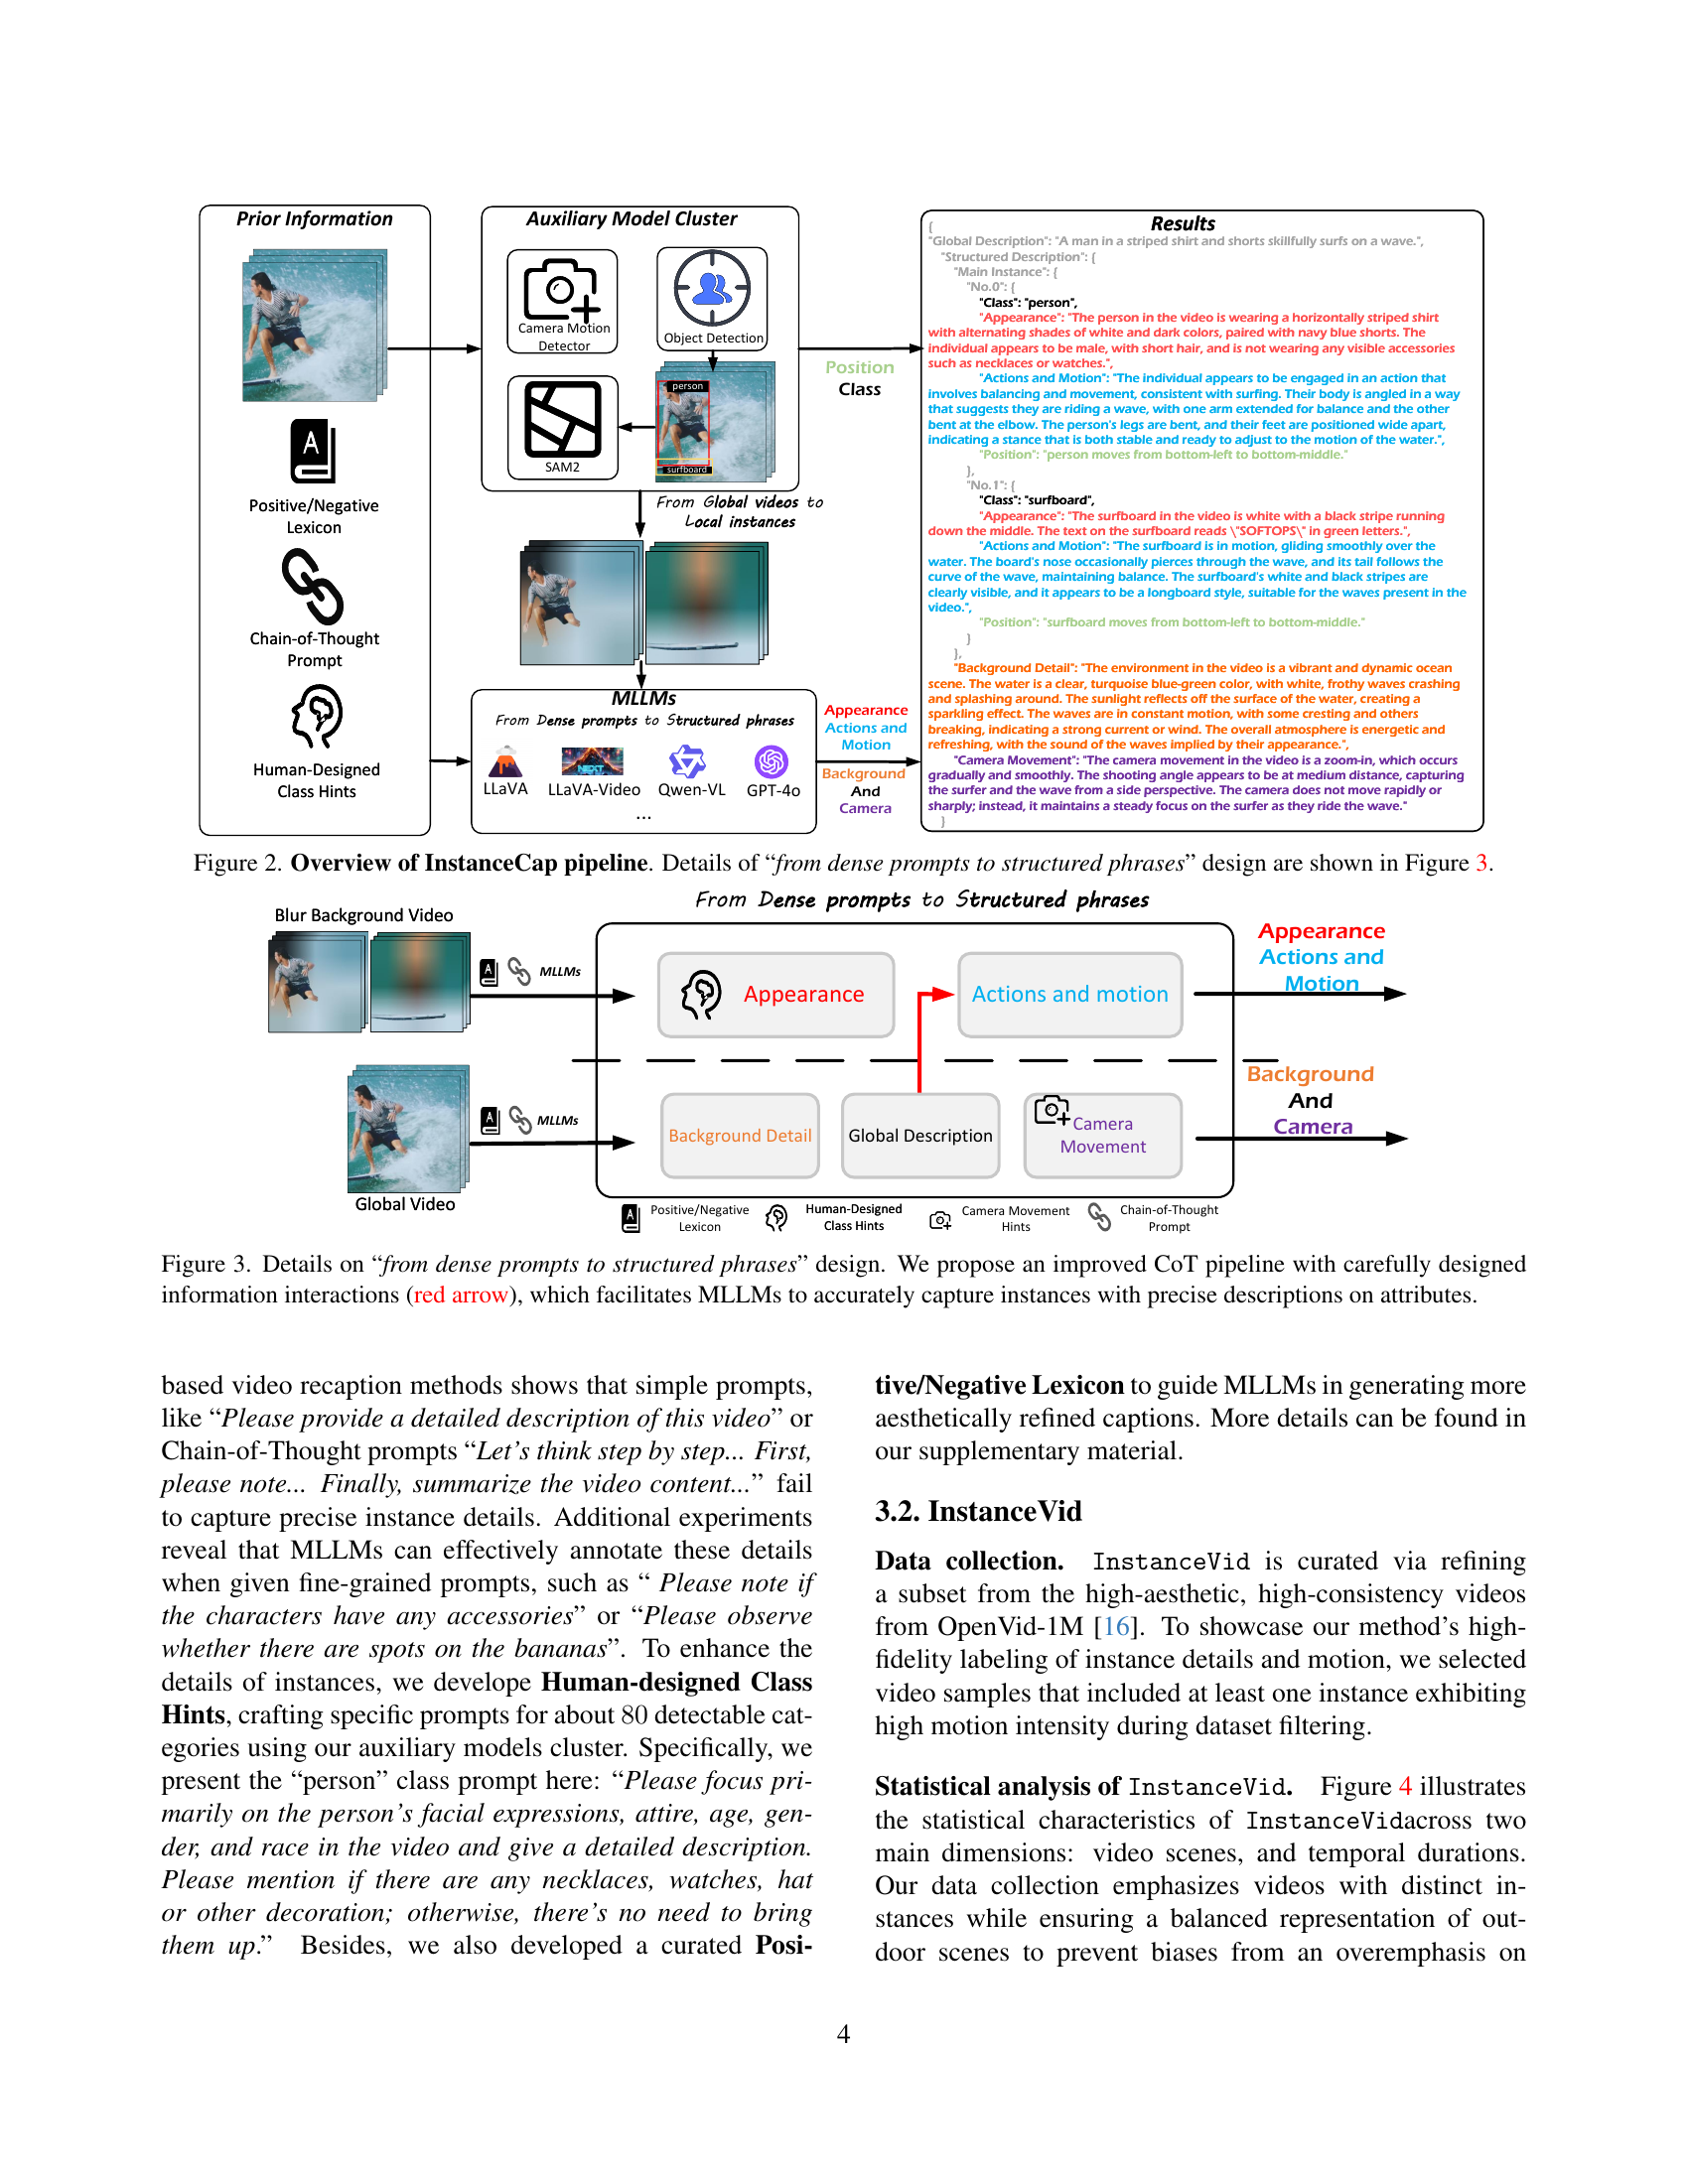 Prior Information
Positive/Negative
Lexicon
Chain-of-Thought
Prompt
Human-Designed
Class Hints
Auxiliary Model Cluster
Camera Motion
Detector
Object Detection
person
surfboard
SAM2
From Global videos to
Local instances
MLLMs
From Dense prompts to Structured phrases
NEXT
LLaVA
LLaVA-Video
Qwen-VL
GPT-4o
...
Position
Class
Appearance
Actions and
Motion
Background
And
Camera
Results
{
"Global Description": "A man in a striped shirt and shorts skillfully surfs on a wave.",
"Structured Description": {
"Main Instance": {
"No.0": {
"Class": "person",
"Appearance": "The person in the video is wearing a horizontally striped shirt
with alternating shades of white and dark colors, paired with navy blue shorts. The
individual appears to be male, with short hair, and is not wearing any visible accessories
such as necklaces or watches.",
"Actions and Motion": "The individual appears to be engaged in an action that
involves balancing and movement, consistent with surfing. Their body is angled in a way
that suggests they are riding a wave, with one arm extended for balance and the other
bent at the elbow. The person's legs are bent, and their feet are positioned wide apart,
indicating a stance that is both stable and ready to adjust to the motion of the water.",
"Position": "person moves from bottom-left to bottom-middle."
},
"No.1": {
"Class": "surfboard",
"Appearance": "The surfboard in the video is white with a black stripe running
down the middle. The text on the surfboard reads \"SOFTOPS\" in green letters.",
"Actions and Motion": "The surfboard is in motion, gliding smoothly over the
water. The board's nose occasionally pierces through the wave, and its tail follows the
curve of the wave, maintaining balance. The surfboard's white and black stripes are
clearly visible, and it appears to be a longboard style, suitable for the waves present in the
video.",
"Position": "surfboard moves from bottom-left to bottom-middle."
}
},
"Background Detail": "The environment in the video is a vibrant and dynamic ocean
scene. The water is a clear, turquoise blue-green color, with white, frothy waves crashing
and splashing around. The sunlight reflects off the surface of the water, creating a
sparkling effect. The waves are in constant motion, with some cresting and others
breaking, indicating a strong current or wind. The overall atmosphere is energetic and
refreshing, with the sound of the waves implied by their appearance.",
"Camera Movement": "The camera movement in the video is a zoom-in, which occurs
gradually and smoothly. The shooting angle appears to be at medium distance, capturing
the surfer and the wave from a side perspective. The camera does not move rapidly or
sharply; instead, it maintains a steady focus on the surfer as they ride the wave."
}
Figure 2. Overview of InstanceCap pipeline. Details of “from dense prompts to structured phrases” design are shown in Figure 3.
From Dense prompts to Structured phrases
Blur Background Video
A
MLLMs
Appearance
Actions and motion
Appearance
Actions and
Motion
Global Video
A
MLLMs
Background Detail
Global Description
Camera
Movement
Background
And
Camera
A
Positive/Negative
Lexicon
Human-Designed
Class Hints
Camera Movement
Hints
Chain-of-Thought
Prompt
Figure 3. Details on “from dense prompts to structured phrases” design. We propose an improved CoT pipeline with carefully designed
information interactions (red arrow), which facilitates MLLMs to accurately capture instances with precise descriptions on attributes.
based video recaption methods shows that simple prompts,
like “Please provide a detailed description of this video” or
Chain-of-Thought prompts “Let's think step by step... First,
please note... Finally, summarize the video content...” fail
to capture precise instance details. Additional experiments
reveal that MLLMs can effectively annotate these details
when given fine-grained prompts, such as “ Please note if
the characters have any accessories” or “Please observe
whether there are spots on the bananas”. To enhance the
details of instances, we develope Human-designed Class
Hints, crafting specific prompts for about 80 detectable cat-
egories using our auxiliary models cluster. Specifically, we
present the “person” class prompt here: “Please focus pri-
marily on the person's facial expressions, attire, age, gen-
der, and race in the video and give a detailed description.
Please mention if there are any necklaces, watches, hat
or other decoration; otherwise, there's no need to bring
them up.” Besides, we also developed a curated Posi-
tive/Negative Lexicon to guide MLLMs in generating more
aesthetically refined captions. More details can be found in
our supplementary material.
3.2. InstanceVid
Data collection. InstanceVid is curated via refining
a subset from the high-aesthetic, high-consistency videos
from OpenVid-1M [16]. To showcase our method's high-
fidelity labeling of instance details and motion, we selected
video samples that included at least one instance exhibiting
high motion intensity during dataset filtering.
Statistical analysis of InstanceVid. Figure 4 illustrates
the statistical characteristics of InstanceVidacross two
main dimensions: video scenes, and temporal durations.
Our data collection emphasizes videos with distinct in-
stances while ensuring a balanced representation of out-
door scenes to prevent biases from an overemphasis on
4